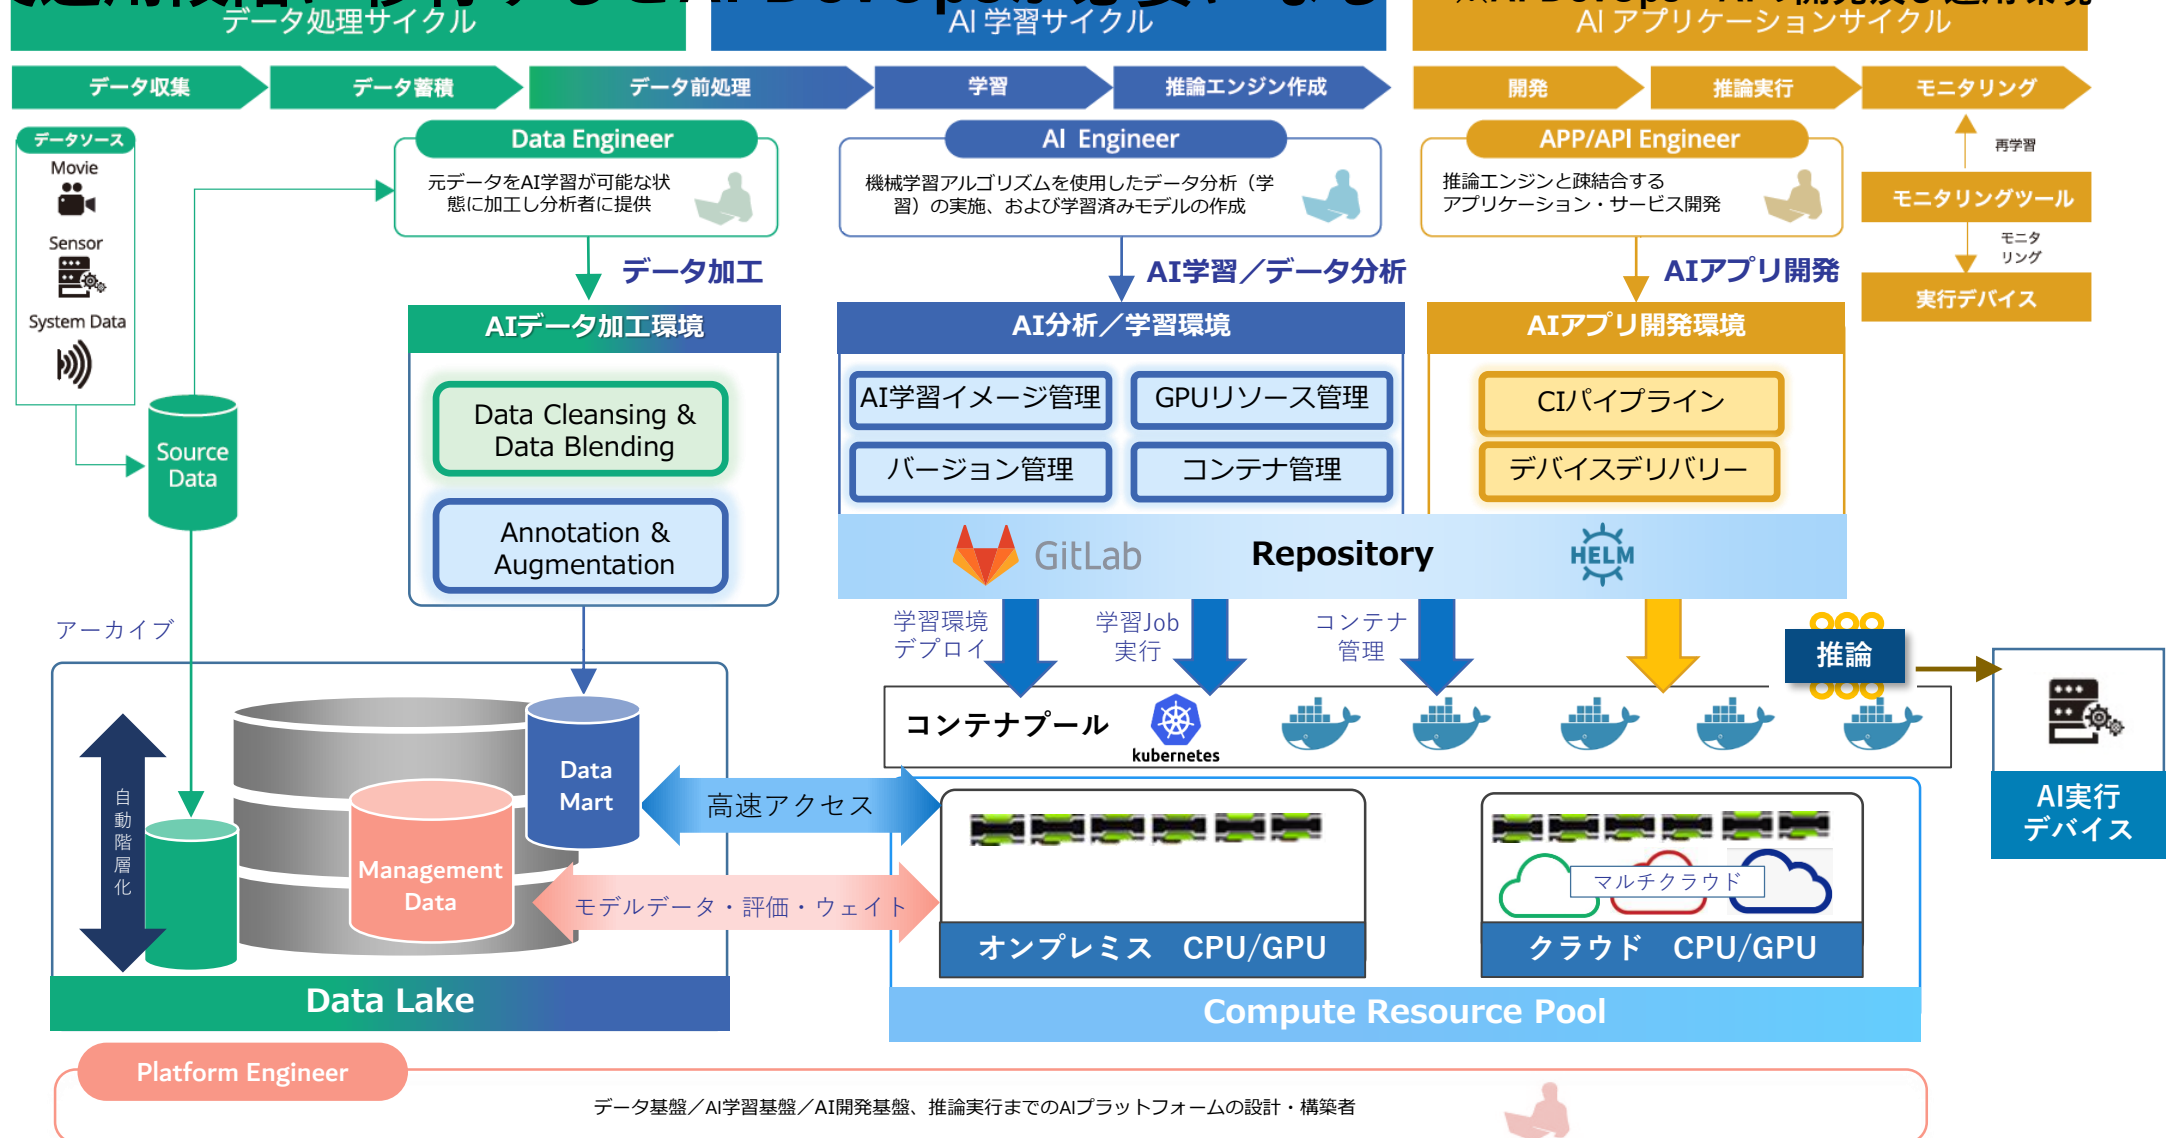 データ処理サイクル
AI 学習サイクル
AI アプリケーションサイクル
データ収集
データ蓄積
データ前処理
学習
推論エンジン作成
開発
推論実行
モニタリング
データソース
Movie
Sensor
System Data
Source
Data
Data Engineer
元データをAI学習が可能な状
態に加工し分析者に提供
AI Engineer
機械学習アルゴリズムを使用したデータ分析（学
習）の実施、および学習済みモデルの作成
APP/API Engineer
推論エンジンと疎結合する
アプリケーション・サービス開発
再学習
モニタリングツール
モニタ
リング
実行デバイス
データ加工
AI学習／データ分析
AIアプリ開発
AIデータ加工環境
Data Cleansing &
Data Blending
Annotation &
Augmentation
AI分析／学習環境
AI学習イメージ管理
GPUリソース管理
バージョン管理
コンテナ管理
AIアプリ開発環境
CIパイプライン
デバイスデリバリー
GitLab
Repository
HELM
アーカイブ
学習環境
デプロイ
学習Job
実行
コンテナ
管理
推論
コンテナプール
kubernetes
AI実行
デバイス
自動階層化
Data
Mart
Management
Data
高速アクセス
モデルデータ・評価・ウェイト
マルチクラウド
オンプレミス CPU/GPU
クラウド CPU/GPU
Data Lake
Compute Resource Pool
Platform Engineer
データ基盤／AI学習基盤／AI開発基盤、推論実行までのAIプラットフォームの設計・構築者